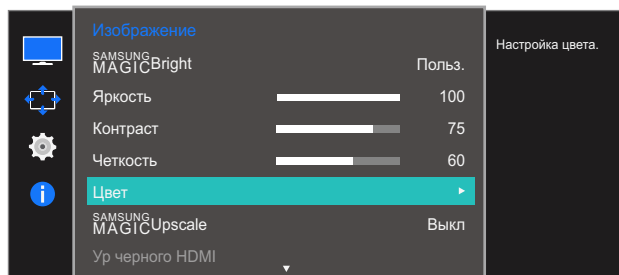 Изображение
Настройка цвета.
SAMSUNG
MAGICBright Польз.
Яркость 100
Контраст 75
Четкость 60
Цвет
SAMSUNG
MAGICUpscale Выкл
Ур черного HDMI